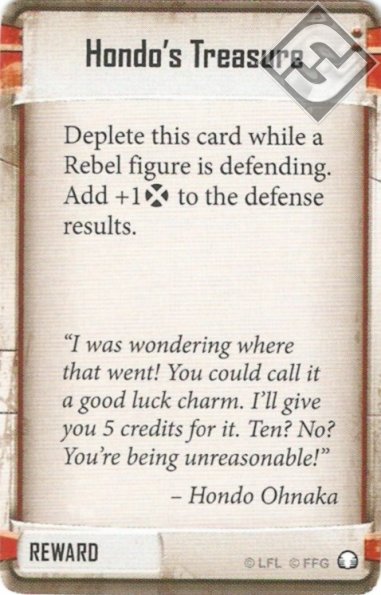 Hondo's Treasure
Deplete this card while a
Rebel figure is defending.
Add +1 to the defense
results.
“I was wondering where
that went! You could call it
a good luck charm. I'll give
you 5 credits for it. Ten? No?
You're being unreasonable!”
– Hondo Ohnaka
REWARD
© LFL © FFG